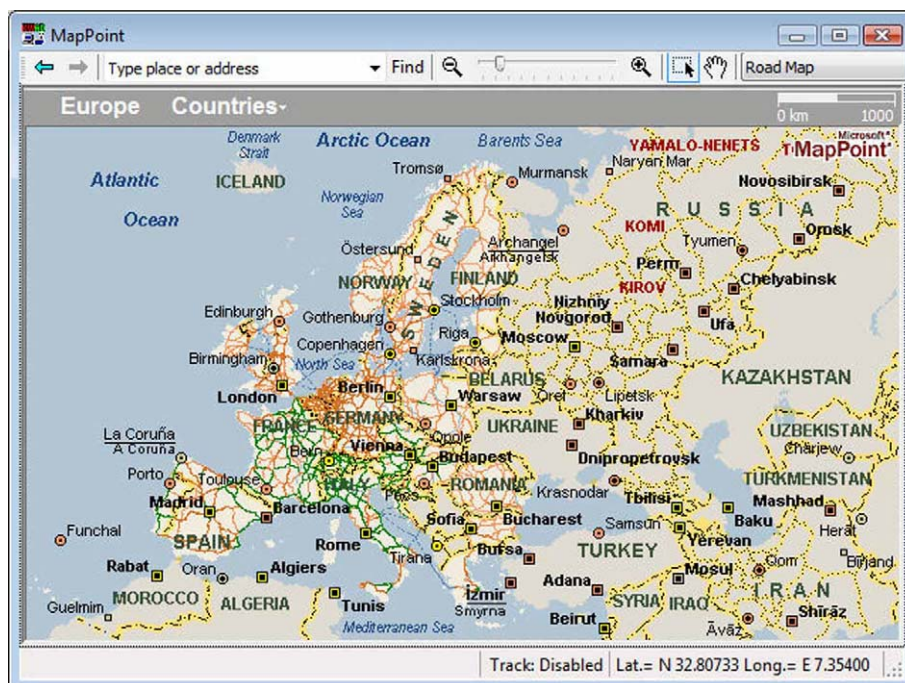 MapPoint
Type place or address Find Road Map
Europe Countries
0 km 1000
Denmark Strait
Arctic Ocean
Barents Sea
YAMALO-NENETS
Microsoft
MapPoint
Atlantic Ocean
ICELAND
Tromsø
Murmansk
Naryan Mar
Novosibirsk
Norwegian Sea
RUSSIA
KOMI
Omsk
Tyumen
Östersund
SWEDEN
Archangel
Arkhangelsk
Perm
Chelyabinsk
NORWAY
FINLAND
KIROV
Edinburgh
Gothenburg
Stockholm
Nizhniy Novgorod
Ufa
Copenhagen
Riga
Moscow
Samara
Birmingham
North Sea
Karlskrona
BELARUS
Orel
Lipetsk
KAZAKHSTAN
London
Berlin
Warsaw
Kharkiv
FRANCE
GERMANY
Opole
UKRAINE
UZBEKISTAN
La Coruña
A Coruña
Bern
Vienna
Budapest
Dnipropetrovsk
Chärjew
Porto
Toulouse
ITALY
Pécs
ROMANIA
Krasnodar
TURKMENISTAN
Madrid
Barcelona
Sofia
Bucharest
Tbilisi
Mashhad
Funchal
SPAIN
Rome
Tirana
Bursa
Samsun
Baku
Yerevan
Herat
Rabat
Oran
Algiers
TURKEY
Mosul
Qom
Birjand
MOROCCO
ALGERIA
Tunis
İzmir
Smyrna
Adana
SYRIA
IRAQ
IRAN
Guelmim
Mediterranean Sea
Beirut
Āvāz
Shīrāz
Track: Disabled Lat.= N 32.80733 Long.= E 7.35400